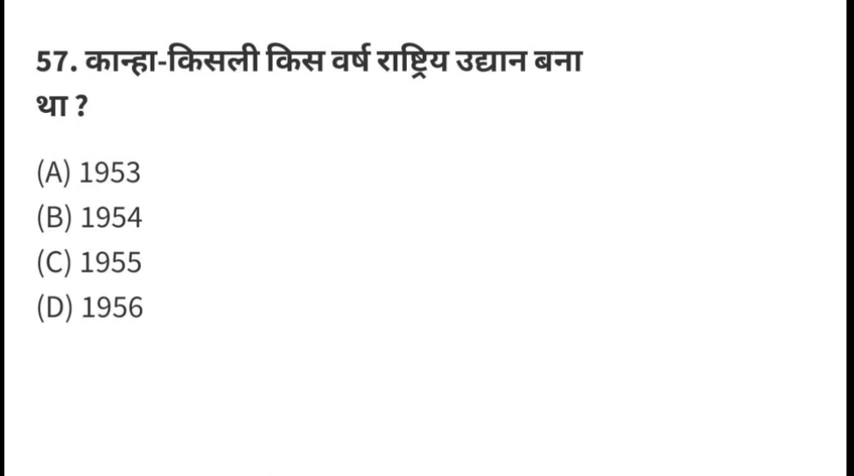 57. कान्हा-किसली किस वर्ष राष्ट्रिय उद्यान बना
था ?
(A) 1953
(B) 1954
(C) 1955
(D) 1956